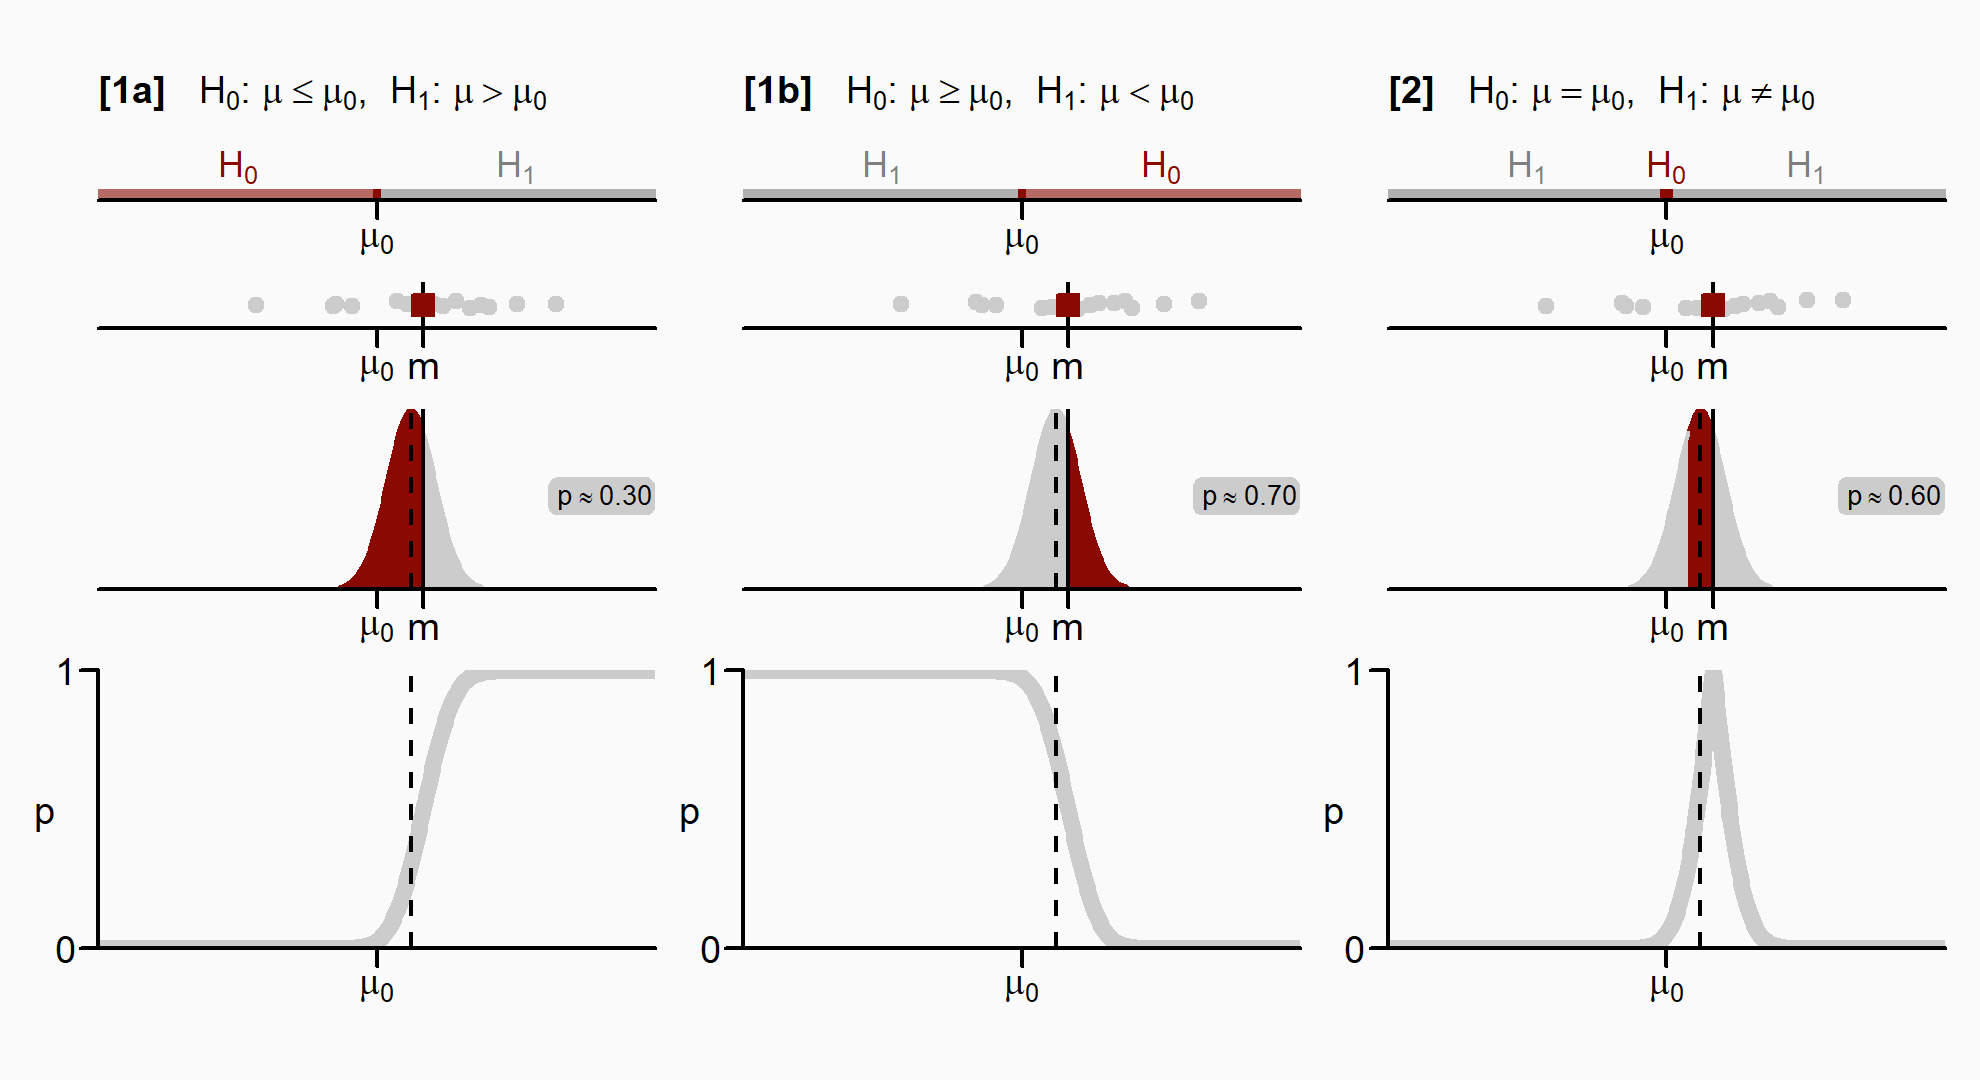 [1a] H₀: μ ≤ μ₀, H₁: μ > μ₀
H₀ H₁
μ₀
μ₀ m
p ≈ 0.30
μ₀ m
1
p
0
μ₀
[1b] H₀: μ ≥ μ₀, H₁: μ < μ₀
H₁ H₀
μ₀
μ₀ m
p ≈ 0.70
μ₀ m
1
p
0
μ₀
[2] H₀: μ = μ₀, H₁: μ ≠ μ₀
H₁ H₀ H₁
μ₀
μ₀ m
p ≈ 0.60
μ₀ m
1
p
0
μ₀